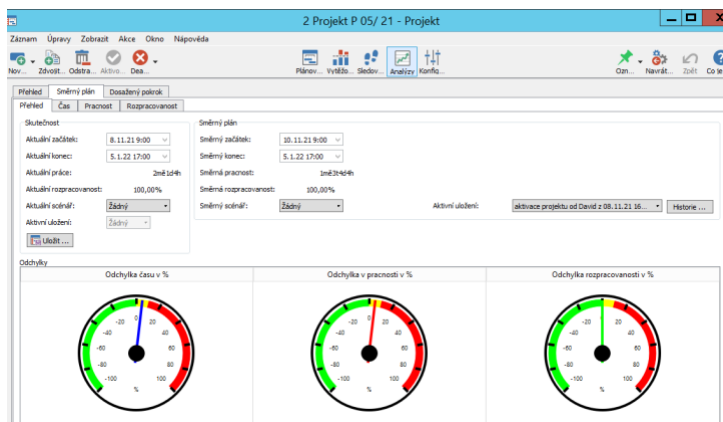 2 Projekt P 05/ 21 - Projekt
Záznam Úpravy Zobrazit Akce Okno Nápověda
Nov... Zdvojt... Odstra... Aktivo... Dea... Plánov... Vytěžo... Sledov... Analýzy Konfig... Ozn... Navrát... Zpět Co je
Přehled Směrný plán Dosažený pokrok
Přehled Čas Pracnost Rozpracovanost
Skutečnost Směrný plán
Aktuální začátek: 8.11.21 9:00 Směrný začátek: 10.11.21 9:00
Aktuální konec: 5.1.22 17:00 Směrný konec: 5.1.22 17:00
Aktuální práce: 2mě1d4h Směrná pracnost: 1mě3t4d4h
Aktuální rozpracovanost: 100,00% Směrná rozpracovanost: 100,00%
Aktuální scénář: Žádný Směrný scénář: Žádný Aktivní uložení: aktivace projektu od David z 08.11.21 16... Historie ...
Aktivní uložení: Žádný
Uložit ...
Odchylky
Odchylka času v % Odchylka v pracnosti v % Odchylka rozpracovanosti v %
-20 0 20 -20 0 20 -20 20
-40 40 -40 40 -40 40
-60 60 -60 60 -60 60
-80 80 -80 80 -80 80
-100 100 -100 100 -100 100
% % %